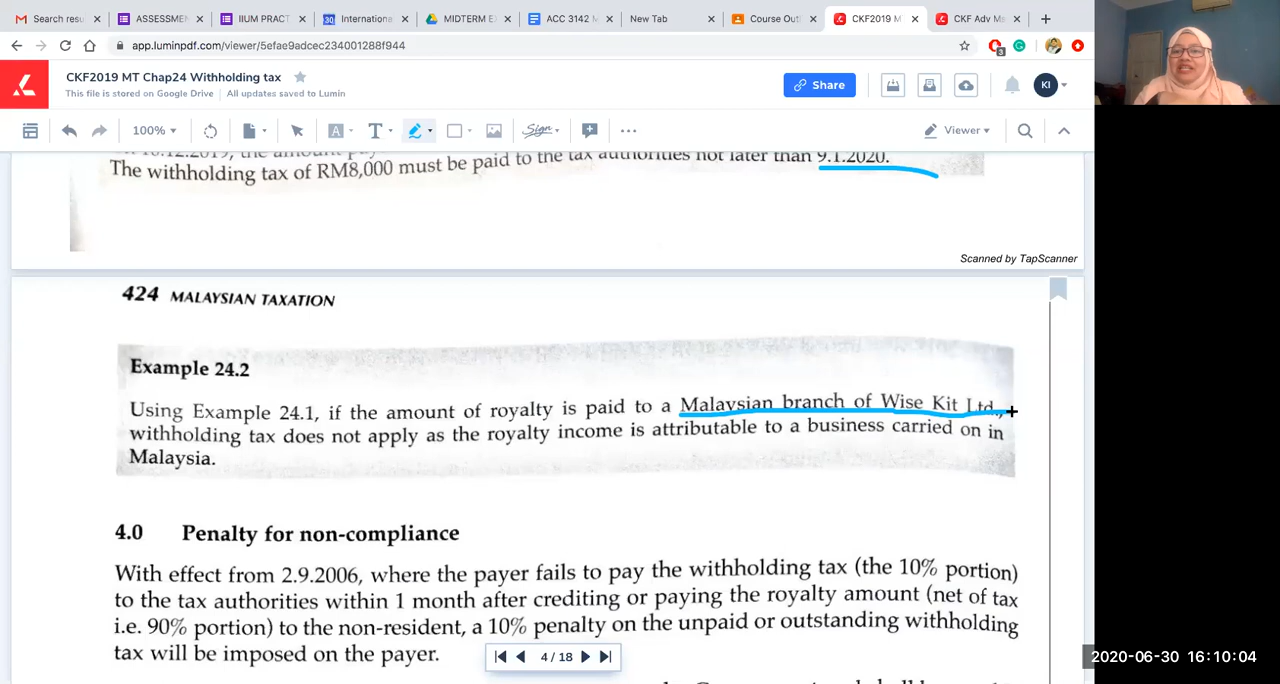 Search resu
ASSESSMEN
IIUM PRACT
Internationa
MIDTERM E
ACC 3142 M
New Tab
Course Out
CKF2019 M
CKF Adv Ma
app.luminpdf.com/viewer/5efae9adcec234001288f944
CKF2019 MT Chap24 Withholding tax
This file is stored on Google Drive | All updates saved to Lumin
Share
KI
100%
A
T
Sign
Viewer
the amount
The withholding tax of RM8,000 must be paid to the tax authorities not later than 9.1.2020.
Scanned by TapScanner
424 MALAYSIAN TAXATION
Example 24.2
Using Example 24.1, if the amount of royalty is paid to a Malaysian branch of Wise Kit Ltd.,
withholding tax does not apply as the royalty income is attributable to a business carried on in
Malaysia.
4.0 Penalty for non-compliance
With effect from 2.9.2006, where the payer fails to pay the withholding tax (the 10% portion)
to the tax authorities within 1 month after crediting or paying the royalty amount (net of tax
i.e. 90% portion) to the non-resident, a 10% penalty on the unpaid or outstanding withholding
tax will be imposed on the payer.
4 / 18
2020-06-30 16:10:04